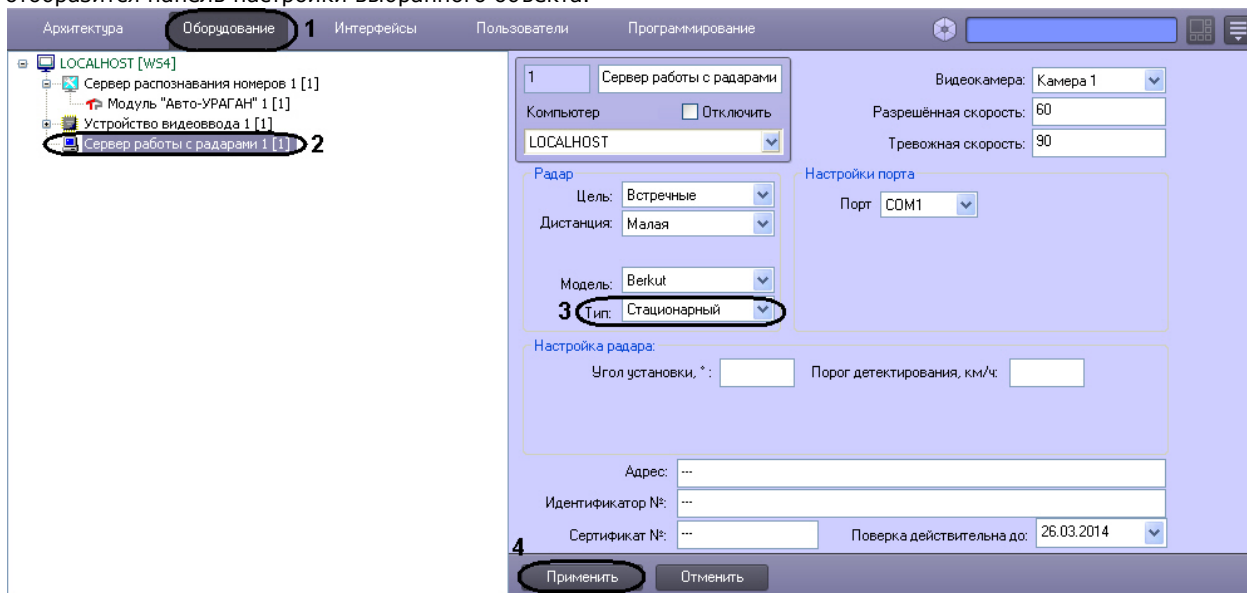 отобразится панель настройки выбранного объекта.
Архитектура Оборудование 1 Интерфейсы Пользователи Программирование
LOCALHOST [WS4]
Сервер распознавания номеров 1 [1]
Модуль "Авто-УРАГАН" 1 [1]
Устройство видеоввода 1 [1]
Сервер работы с радарами 1 [1] 2
1 Сервер работы с радарами
Компьютер Отключить
LOCALHOST
Видеокамера: Камера 1
Разрешённая скорость: 60
Тревожная скорость: 90
Радар
Цель: Встречные
Дистанция: Малая
Модель: Berkut
3 Тип: Стационарный
Настройки порта
Порт COM1
Настройка радара:
Угол установки, °: Порог детектирования, км/ч:
Адрес: ---
Идентификатор №: ---
Сертификат №: --- Поверка действительна до: 26.03.2014
4
Применить Отменить